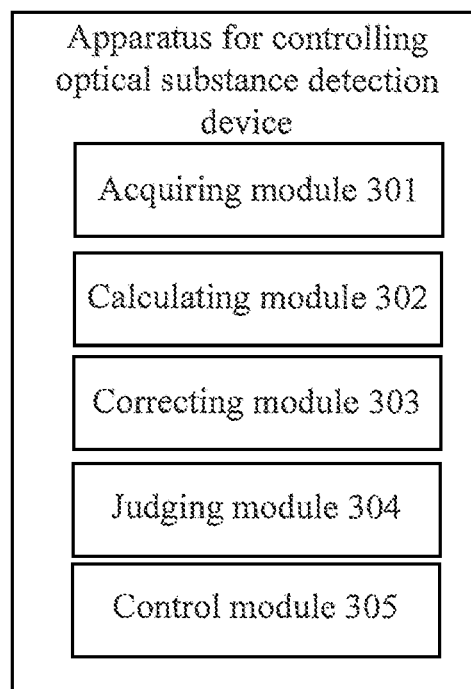 Apparatus for controlling
optical substance detection
device
Acquiring module 301
Calculating module 302
Correcting module 303
Judging module 304
Control module 305